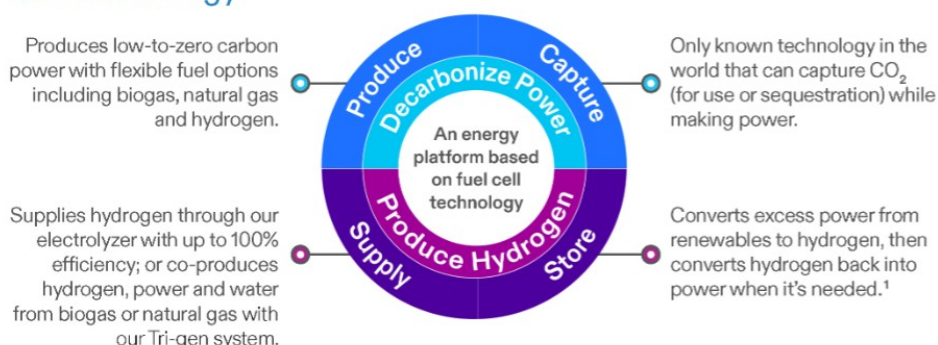 Produces low-to-zero carbon
power with flexible fuel options
including biogas, natural gas
and hydrogen.
Produce
Capture
Decarbonize Power
Only known technology in the
world that can capture CO₂
(for use or sequestration) while
making power.
An energy
platform based
on fuel cell
technology
Supplies hydrogen through our
electrolyzer with up to 100%
efficiency; or co-produces
hydrogen, power and water
from biogas or natural gas with
our Tri-gen system.
Supply
Store
Produce Hydrogen
Converts excess power from
renewables to hydrogen, then
converts hydrogen back into
power when it's needed.¹